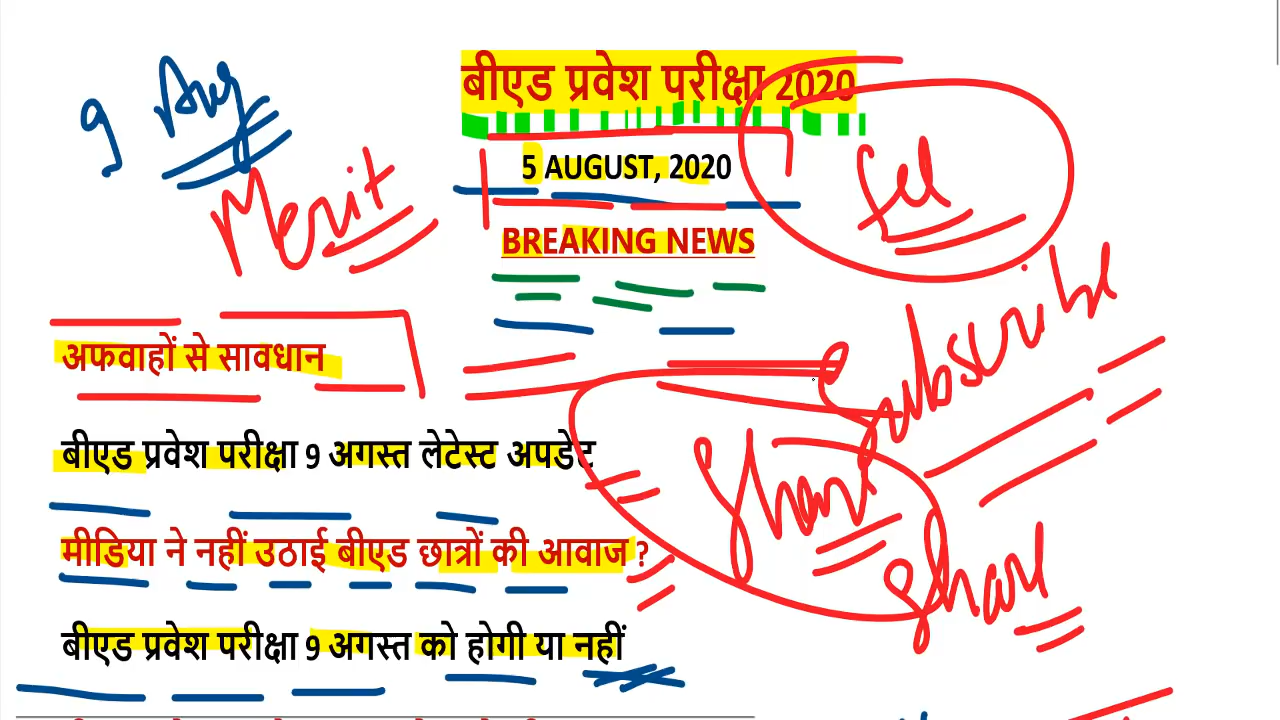 बीएड प्रवेश परीक्षा 2020
9 Aug
5 AUGUST, 2020
Merit
BREAKING NEWS
Subscribe
अफवाहों से सावधान
बीएड प्रवेश परीक्षा 9 अगस्त लेटेस्ट अपडेट
Share
मीडिया ने नहीं उठाई बीएड छात्रों की आवाज ?
Share
बीएड प्रवेश परीक्षा 9 अगस्त को होगी या नहीं